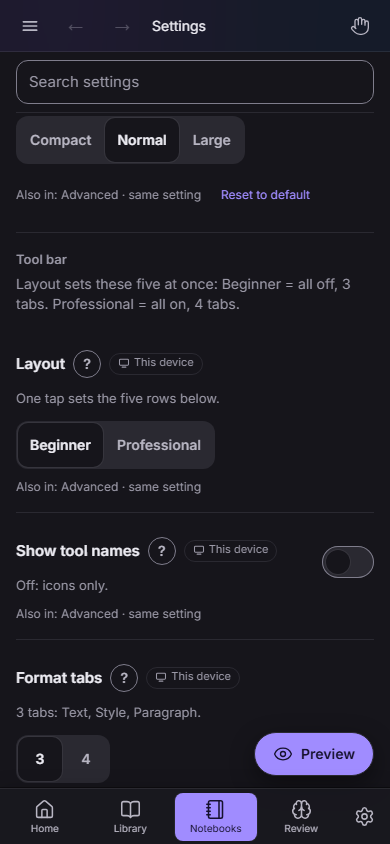 Settings
Search settings
Compact Normal Large
Also in: Advanced · same setting Reset to default
Tool bar
Layout sets these five at once: Beginner = all off, 3
tabs. Professional = all on, 4 tabs.
Layout ? This device
One tap sets the five rows below.
Beginner Professional
Also in: Advanced · same setting
Show tool names ? This device
Off: icons only.
Also in: Advanced · same setting
Format tabs ? This device
3 tabs: Text, Style, Paragraph.
3 4
Preview
Home Library Notebooks Review